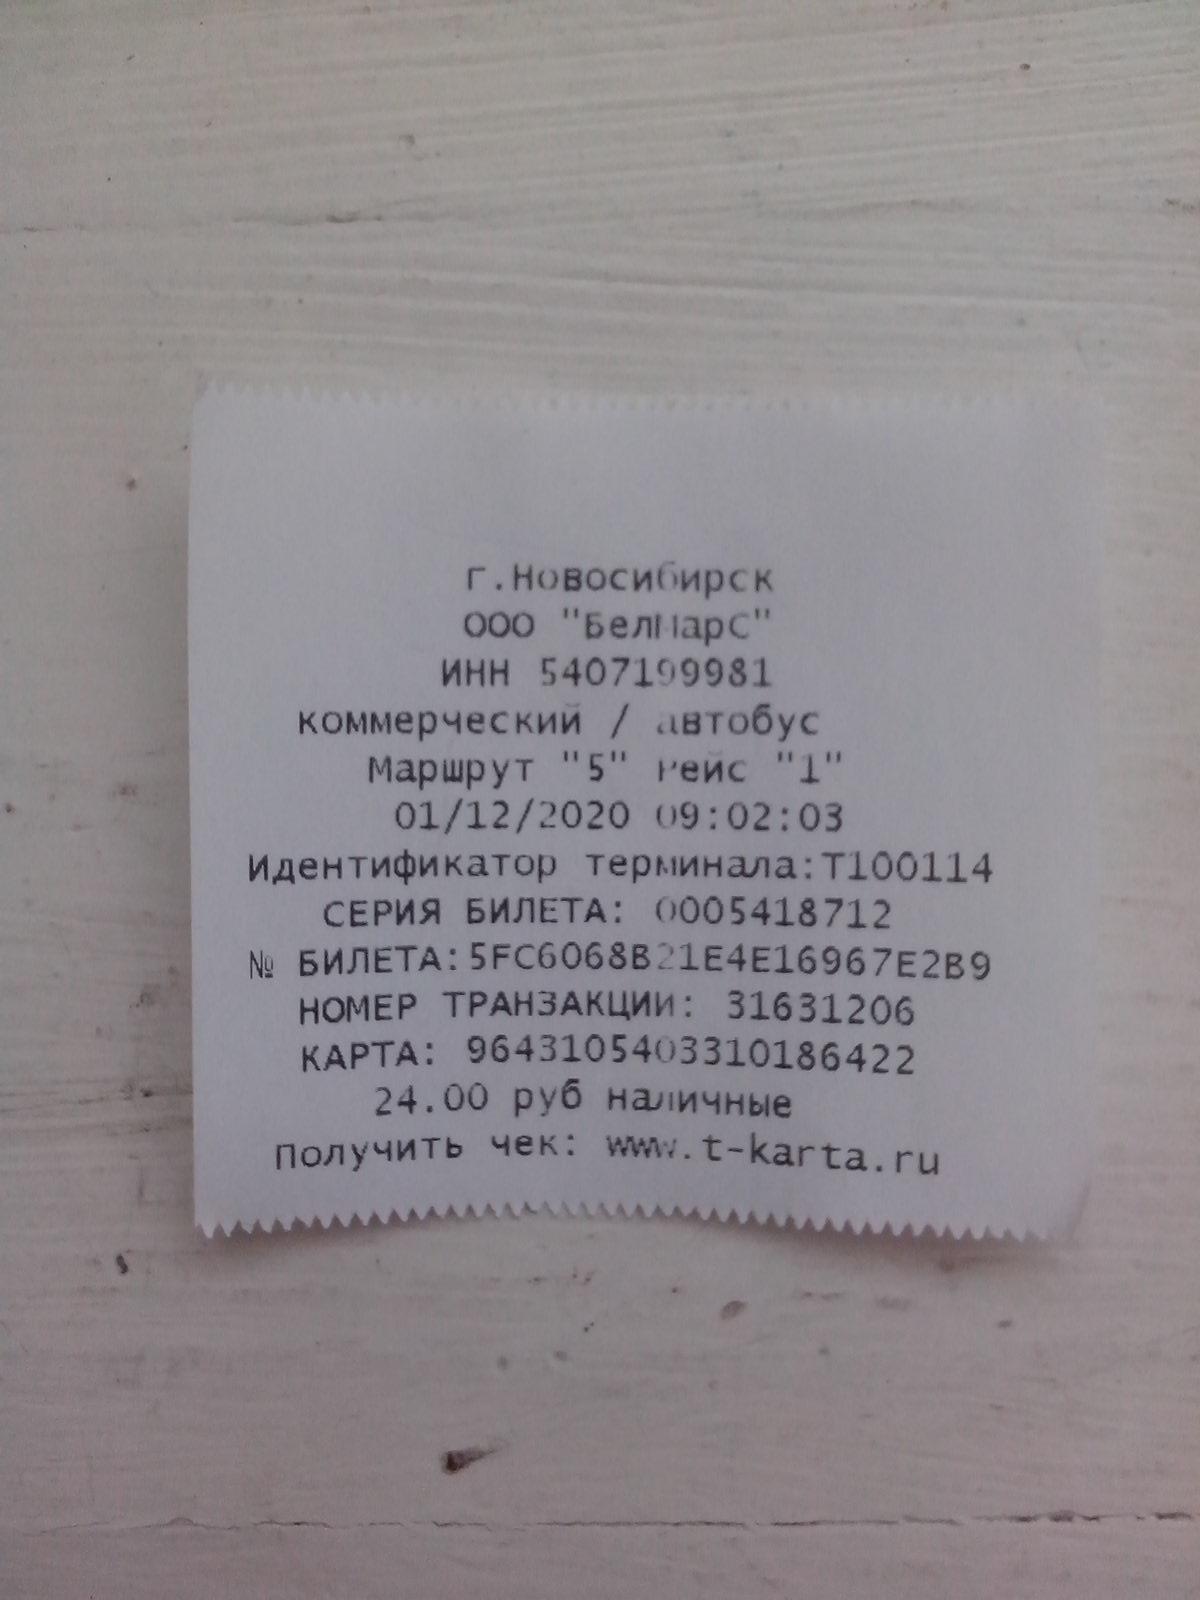 г.Новосибирск
ООО "БелМарС"
ИНН 5407199981
коммерческий / автобус
Маршрут "5" Рейс "1"
01/12/2020 09:02:03
Идентификатор терминала:T100114
СЕРИЯ БИЛЕТА: 0005418712
№ БИЛЕТА:5FC6068B21E4E16967E2B9
НОМЕР ТРАНЗАКЦИИ: 31631206
КАРТА: 9643105403310186422
24.00 руб наличные
Получить чек: www.t-karta.ru